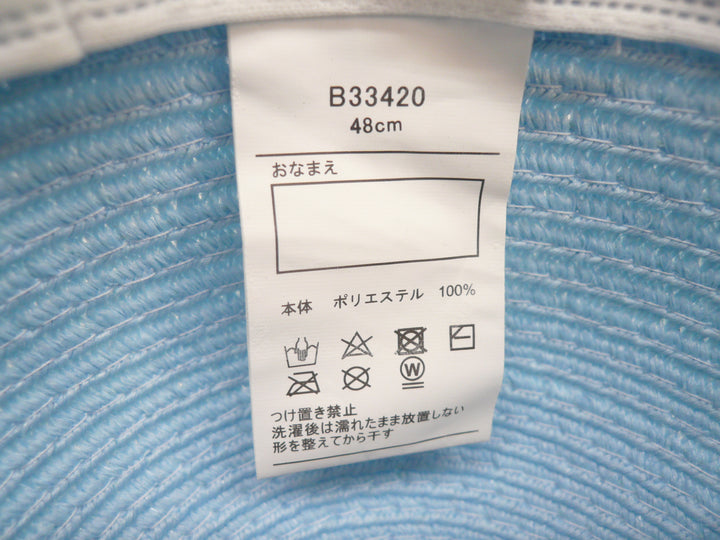 B33420
48cm
おなまえ
本体 ポリエステル 100%
W
つけ置き禁止
洗濯後は濡れたまま放置しない
形を整えてから干す